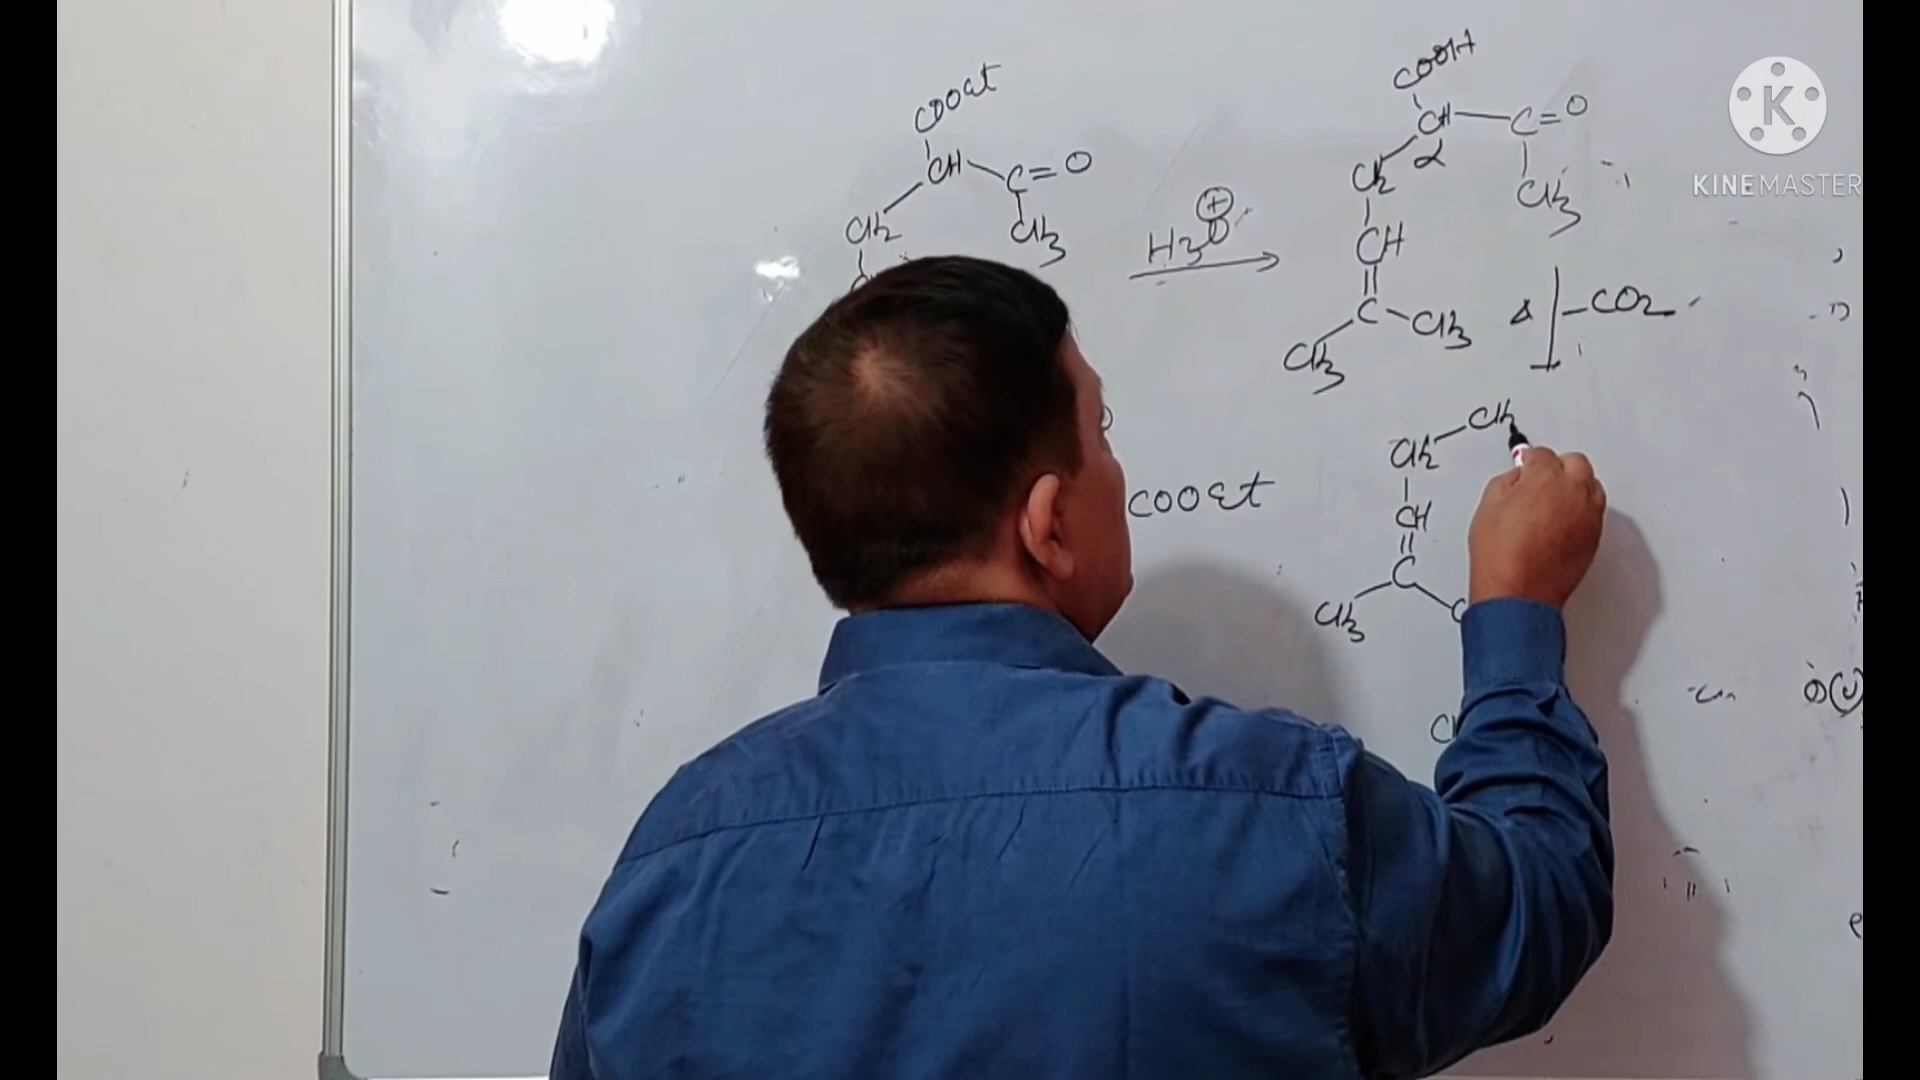 COOEt
CH-C=O
CH2
CH3
H3O⊕
COOH
CH-C=O
α
CH2
CH3
CH
C-CH3
CH3
Δ
-CO2
COOEt
CH2-CH2
CH
C
CH3
K
KINEMASTER